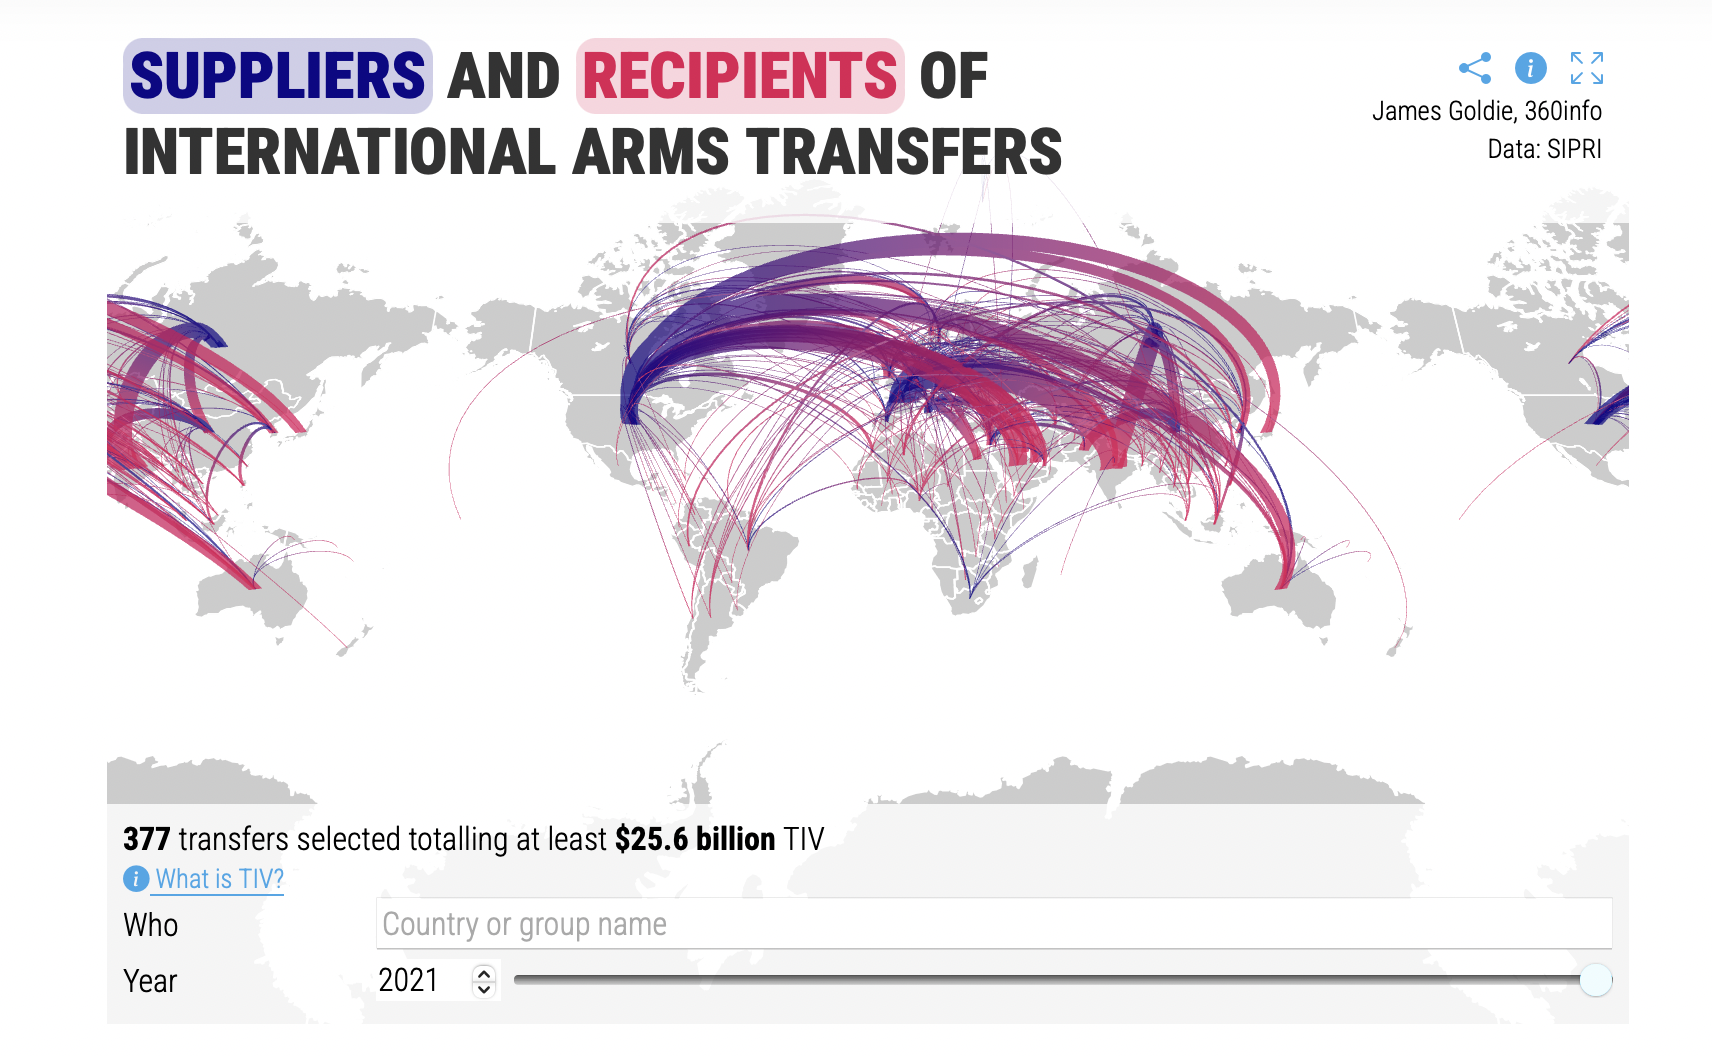 SUPPLIERS AND RECIPIENTS OF
INTERNATIONAL ARMS TRANSFERS
James Goldie, 360info
Data: SIPRI
377 transfers selected totalling at least $25.6 billion TIV
i What is TIV?
Who
Country or group name
Year
2021